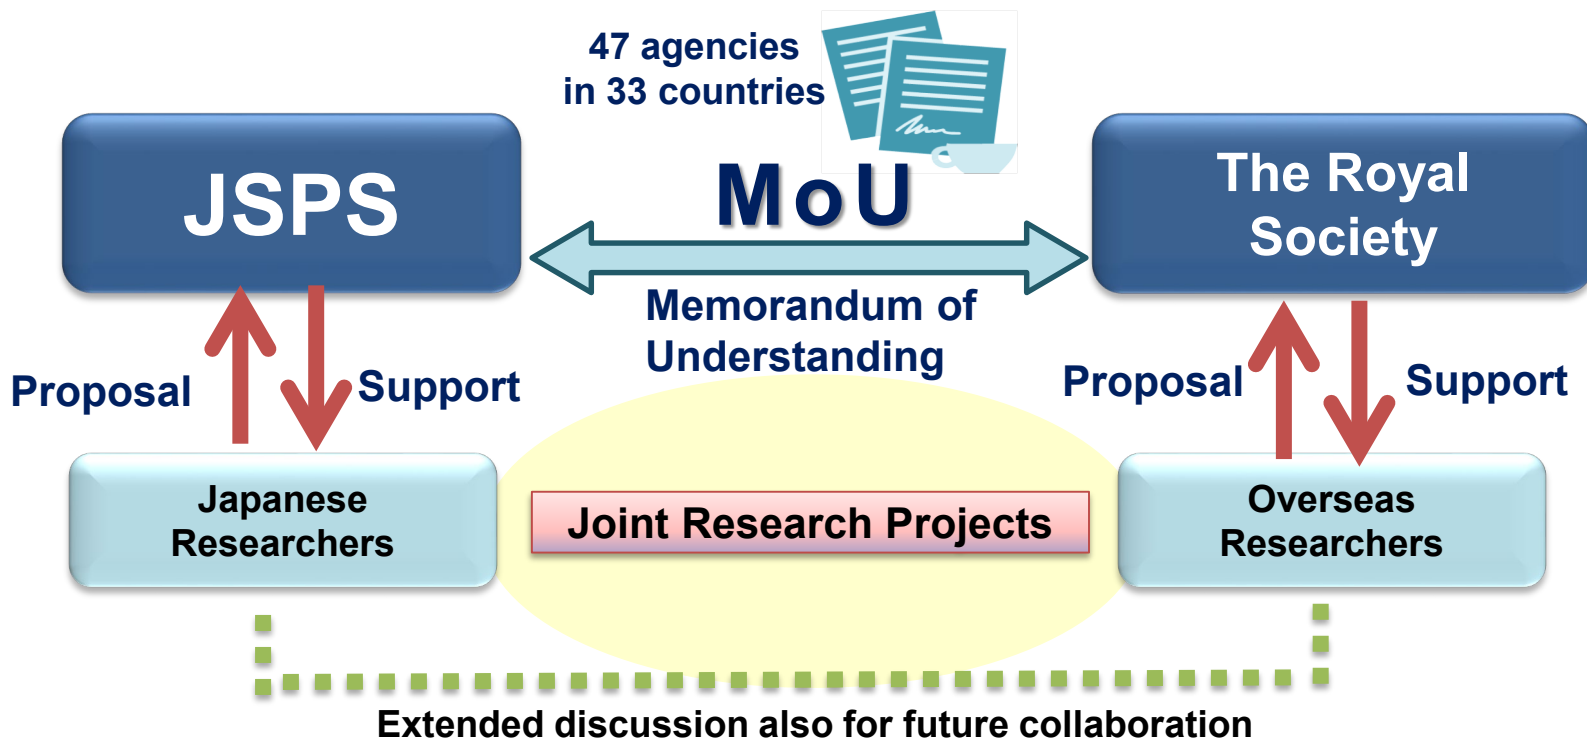 47 agencies
in 33 countries
JSPS
MoU
The Royal
Society
Memorandum of
Understanding
Proposal
Support
Proposal
Support
Japanese
Researchers
Joint Research Projects
Overseas
Researchers
Extended discussion also for future collaboration